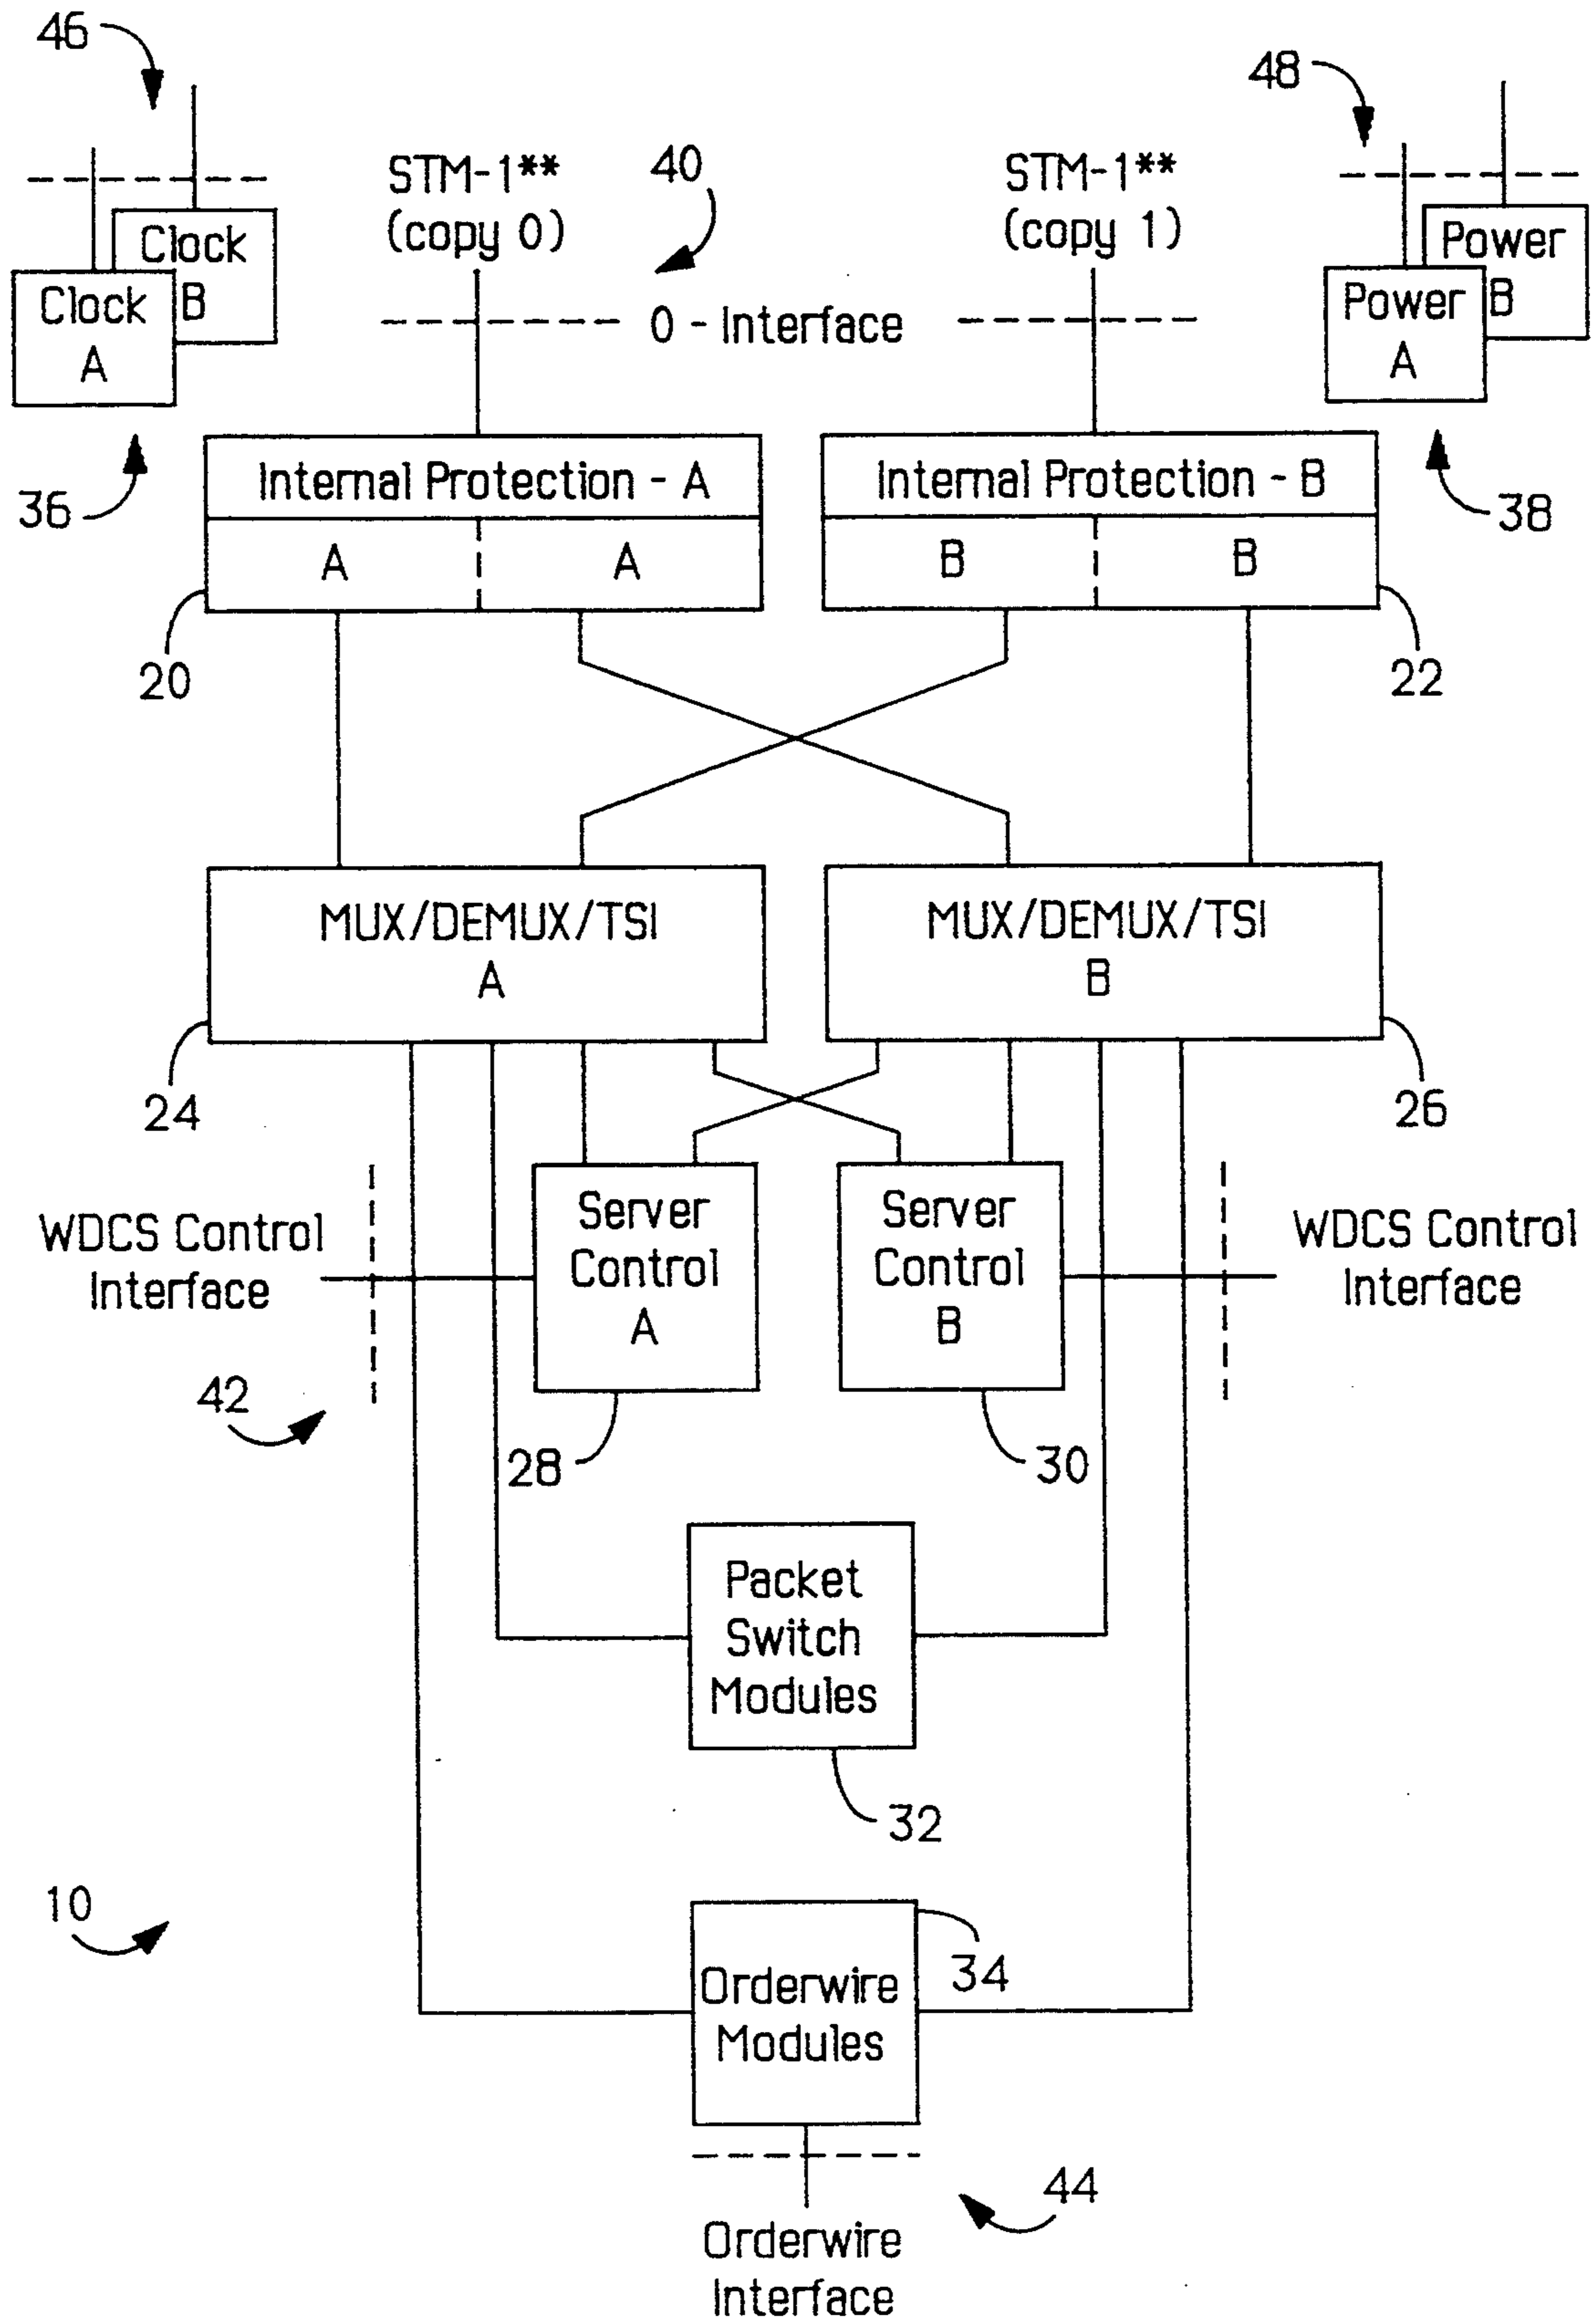 46
48
STM-1**
(copy 0)
40
STM-1**
(copy 1)
Clock
B
Clock
A
Power
B
Power
A
0 - Interface
36
Internal Protection - A
Internal Protection - B
38
A
A
B
B
20
22
MUX/DEMUX/TSI
A
MUX/DEMUX/TSI
B
24
26
WDCS Control
Interface
Server
Control
A
Server
Control
B
WDCS Control
Interface
42
28
30
Packet
Switch
Modules
32
10
34
Orderwire
Modules
44
Orderwire
Interface